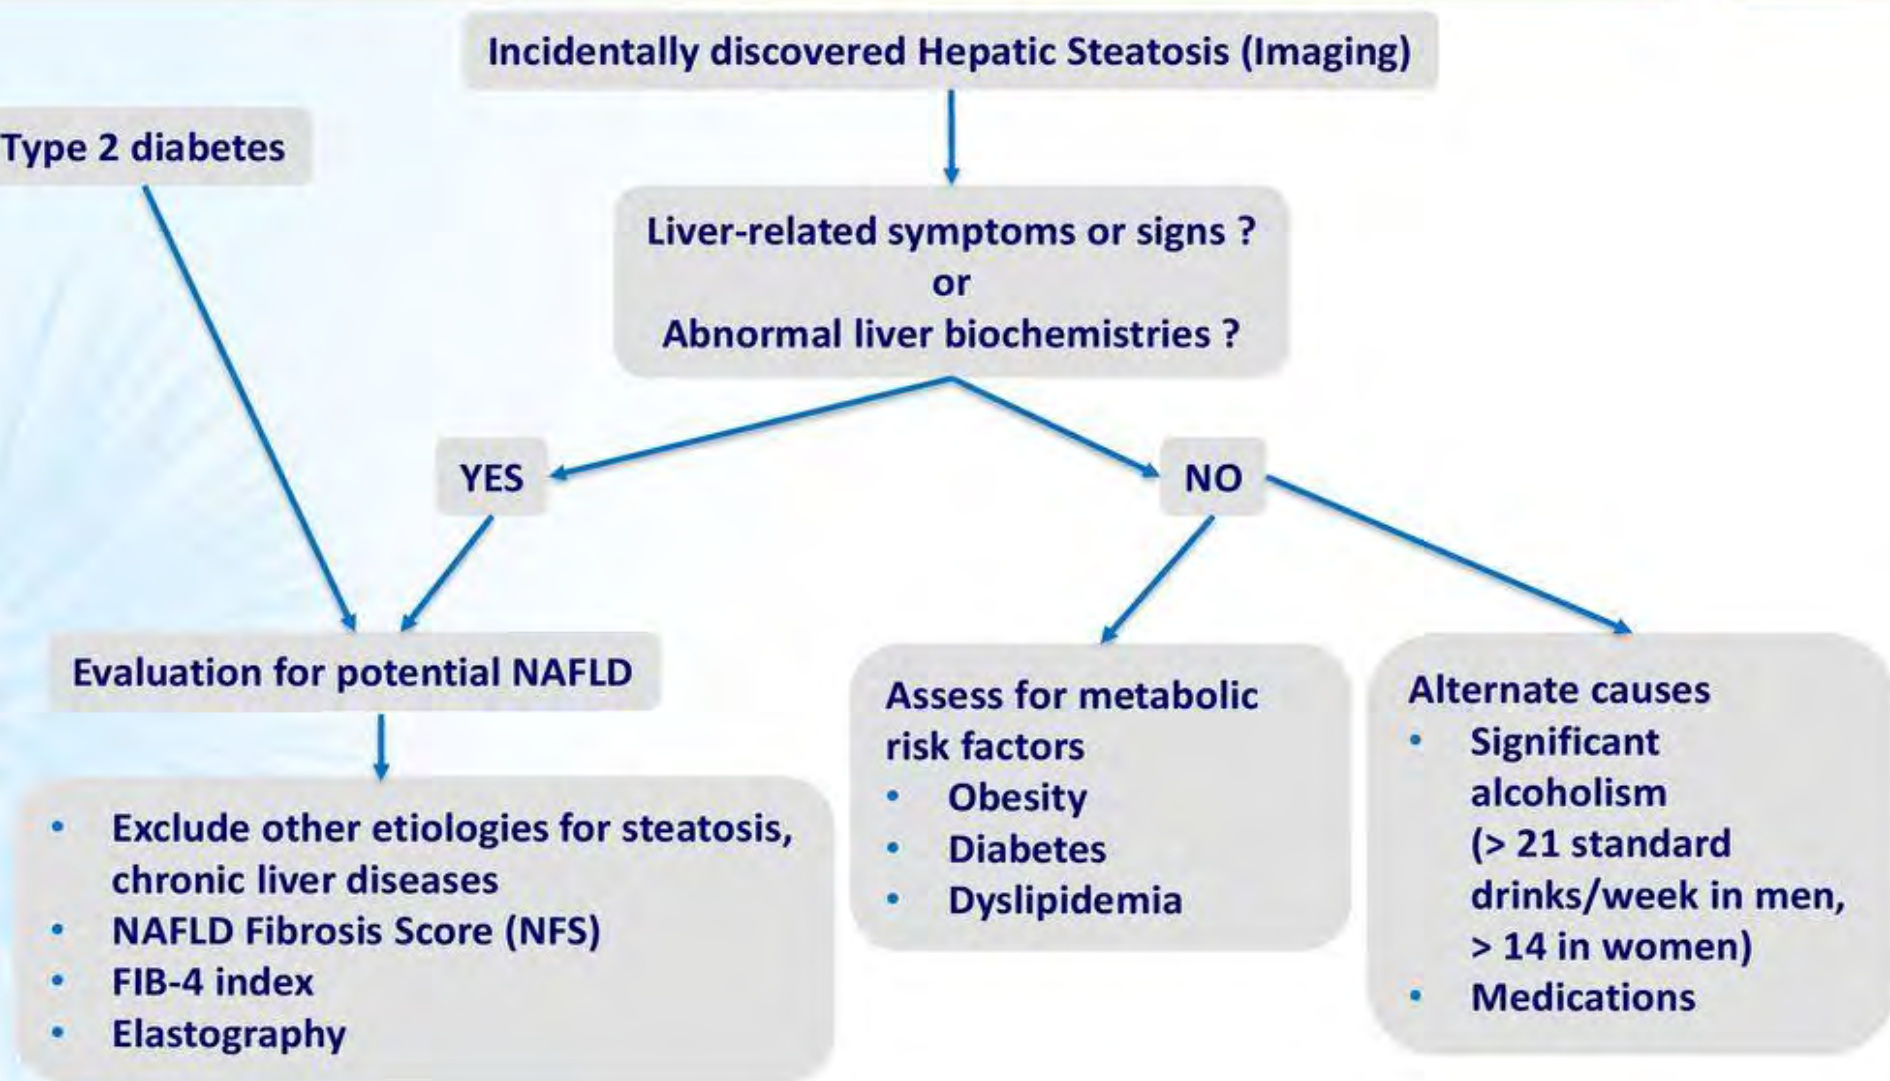 Incidentally discovered Hepatic Steatosis (Imaging)
Type 2 diabetes
Liver-related symptoms or signs ?
or
Abnormal liver biochemistries ?
YES
NO
Evaluation for potential NAFLD
• Exclude other etiologies for steatosis,
chronic liver diseases
• NAFLD Fibrosis Score (NFS)
• FIB-4 index
• Elastography
Assess for metabolic
risk factors
• Obesity
• Diabetes
• Dyslipidemia
Alternate causes
• Significant
alcoholism
(> 21 standard
drinks/week in men,
> 14 in women)
• Medications